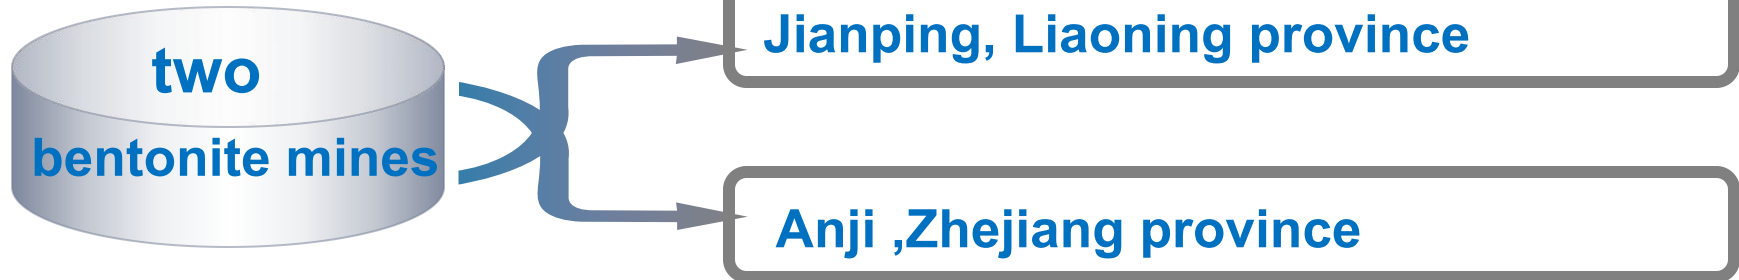 two
bentonite mines
Jianping, Liaoning province
Anji ,Zhejiang province